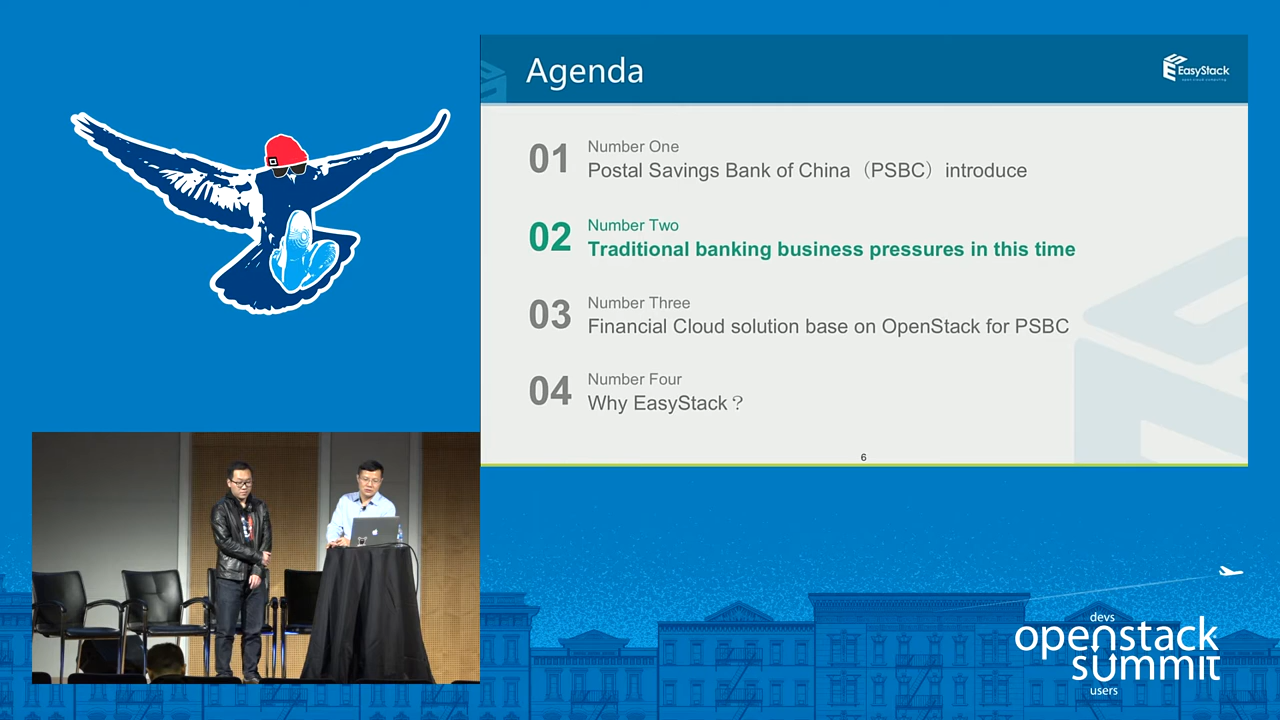 Agenda
EasyStack
01
Number One
Postal Savings Bank of China（PSBC）introduce
02
Number Two
Traditional banking business pressures in this time
03
Number Three
Financial Cloud solution base on OpenStack for PSBC
04
Number Four
Why EasyStack？
6
devs
openstack
summit
users